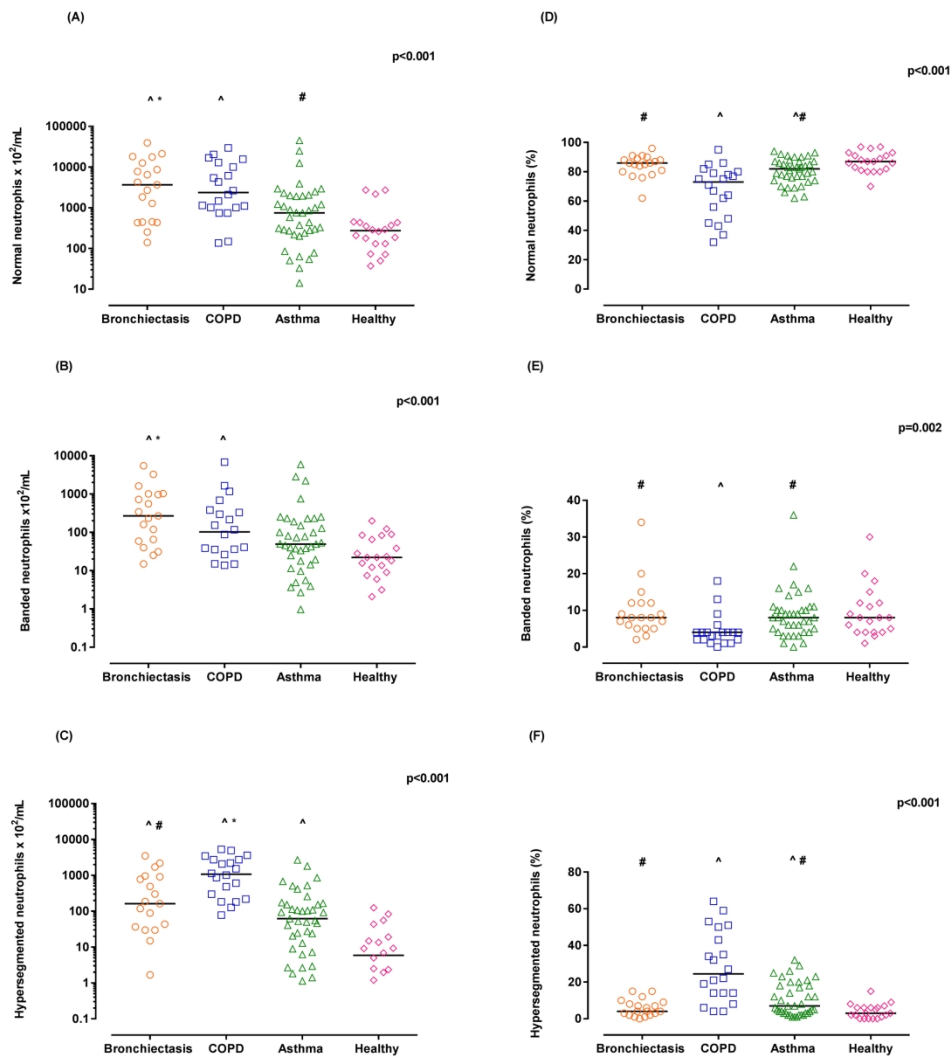 (A)
p<0.001
^ *
^
#
Normal neutrophils x 10²/mL
100000
10000
1000
100
10
Bronchiectasis COPD Asthma Healthy
(D)
p<0.001
#
^
^#
Normal neutrophils (%)
100
80
60
40
20
0
Bronchiectasis COPD Asthma Healthy
(B)
p<0.001
^ *
^
Banded neutrophils x10²/mL
10000
1000
100
10
1
0.1
Bronchiectasis COPD Asthma Healthy
(E)
p=0.002
#
^
#
Banded neutrophils (%)
40
30
20
10
0
Bronchiectasis COPD Asthma Healthy
(C)
p<0.001
^ #
^ *
^
Hypersegmented neutrophils x 10²/mL
100000
10000
1000
100
10
1
0.1
Bronchiectasis COPD Asthma Healthy
(F)
p<0.001
#
^
^ #
Hypersegmented neutrophils (%)
80
60
40
20
0
Bronchiectasis COPD Asthma Healthy